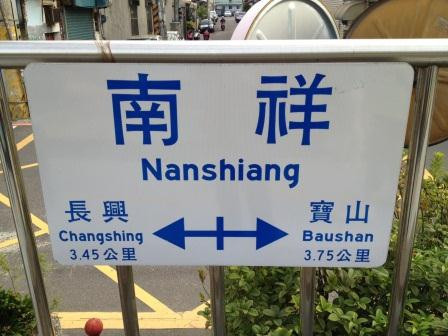 南祥
Nanshiang
長興
Changshing
3.45公里
寶山
Baushan
3.75公里